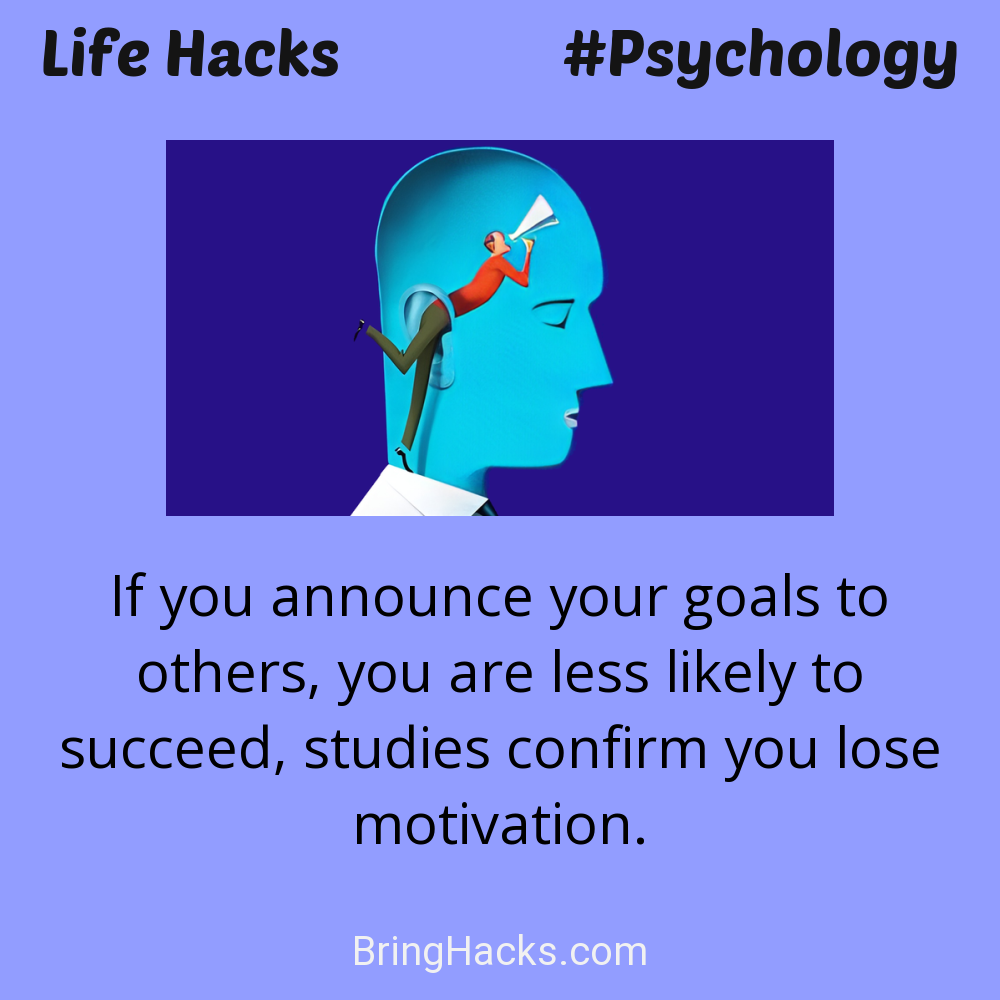 Life Hacks #Psychology
If you announce your goals to
others, you are less likely to
succeed, studies confirm you lose
motivation.
BringHacks.com